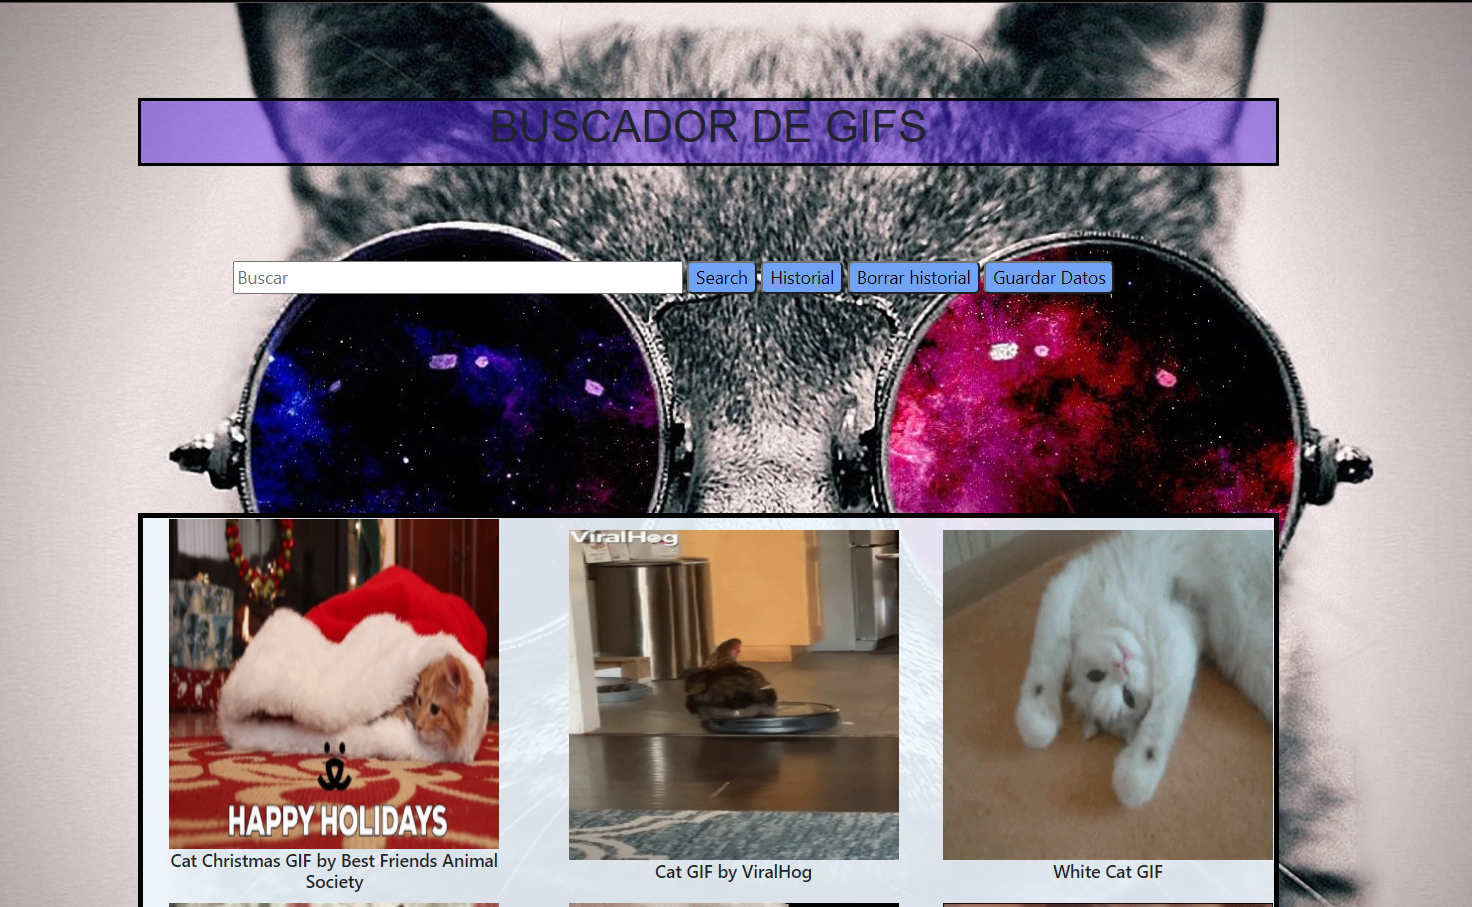 BUSCADOR DE GIFS
Buscar
Search
Historial
Borrar historial
Guardar Datos
HAPPY HOLIDAYS
Cat Christmas GIF by Best Friends Animal
Society
ViralHog
Cat GIF by ViralHog
White Cat GIF